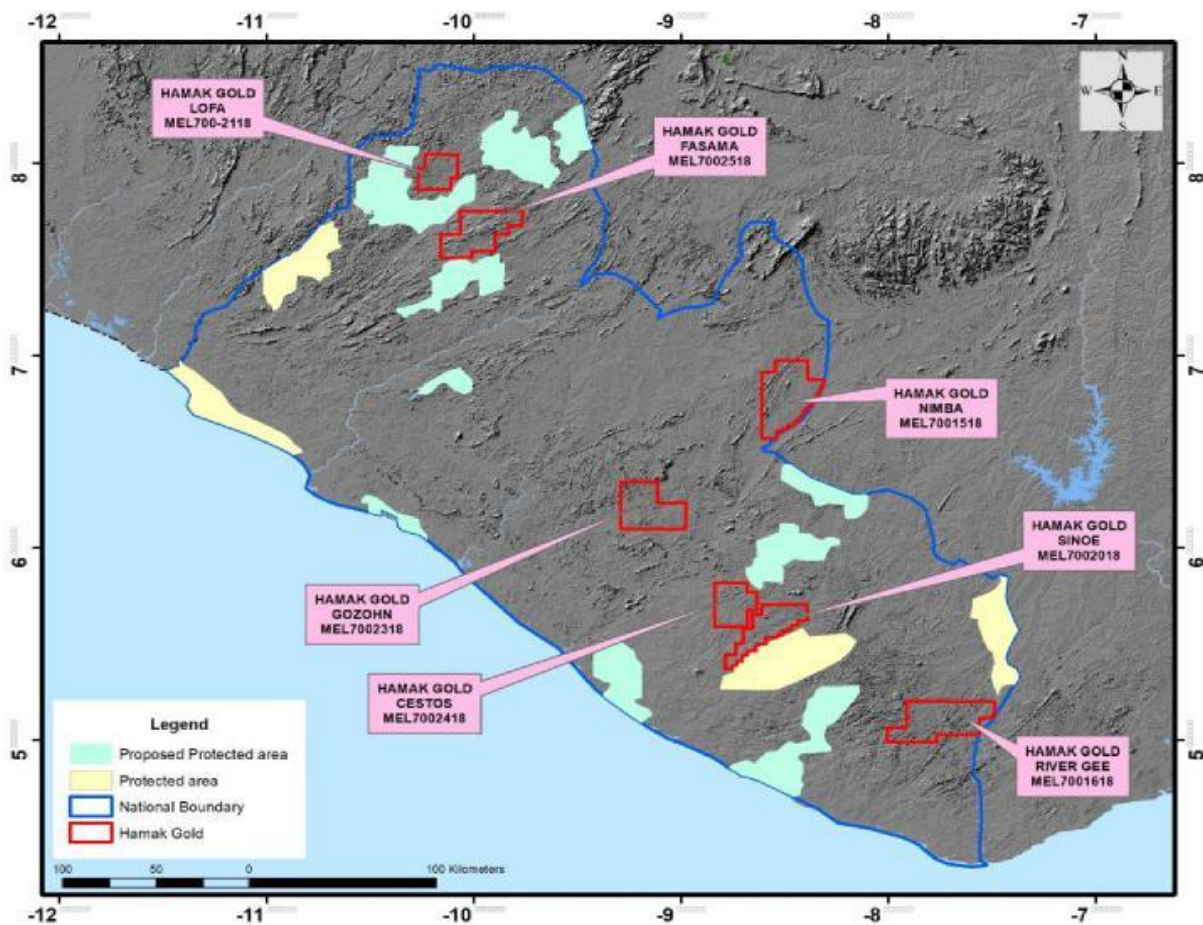 -12
-11
-10
-9
-8
-7
N
W E
S
HAMAK GOLD
LOFA
MEL700-2118
HAMAK GOLD
FASAMA
MEL7002518
8
8
7
7
HAMAK GOLD
NIMBA
MEL7001518
HAMAK GOLD
SINOE
MEL7002018
6
6
HAMAK GOLD
GOZOHN
MEL7002318
HAMAK GOLD
CESTOS
MEL7002418
5
5
HAMAK GOLD
RIVER GEE
MEL7001618
Legend
Proposed Protected area
Protected area
National Boundary
Hamak Gold
100 50 0 100 Kilometers
-12
-11
-10
-9
-8
-7